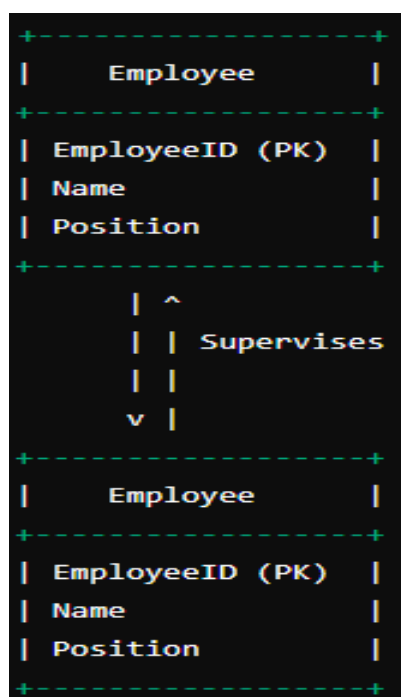 Employee
EmployeeID (PK)
Name
Position
Supervises
Employee
EmployeeID (PK)
Name
Position